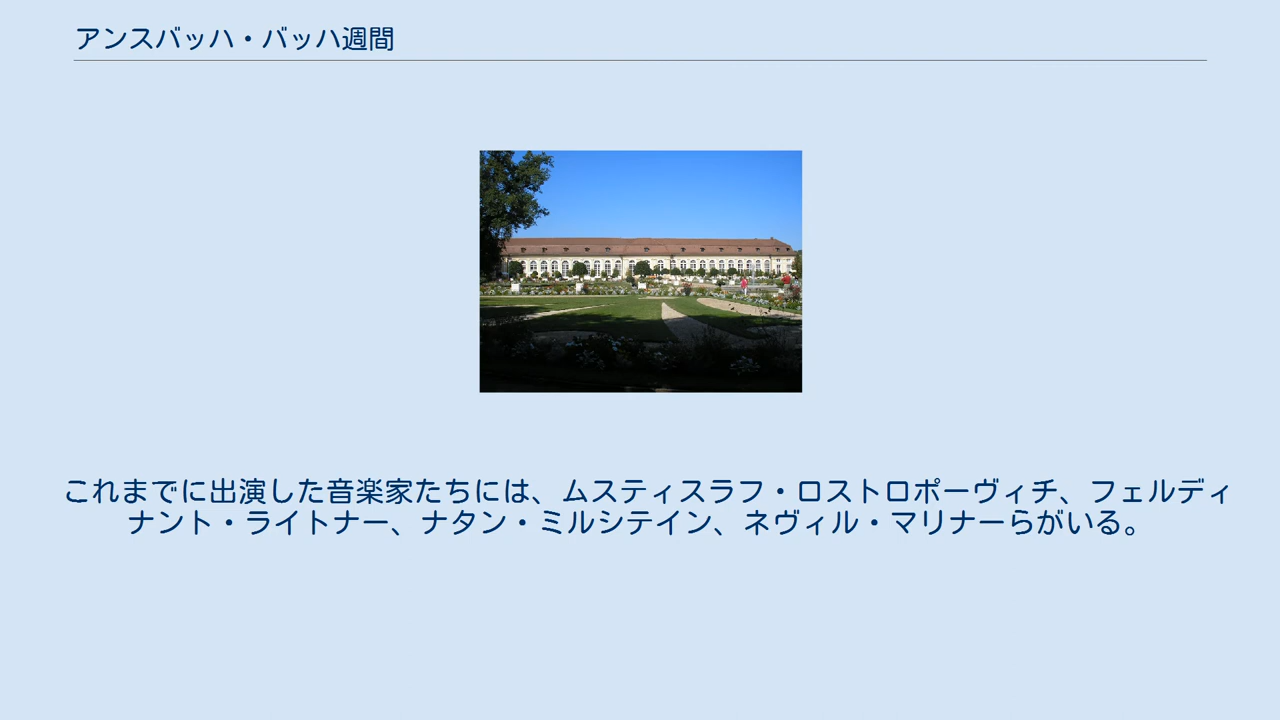 アンスバッハ・バッハ週間
これまでに出演した音楽家たちには、ムスティスラフ・ロストロポーヴィチ、フェルディ
ナント・ライトナー、ナタン・ミルシテイン、ネヴィル・マリナーらがいる。